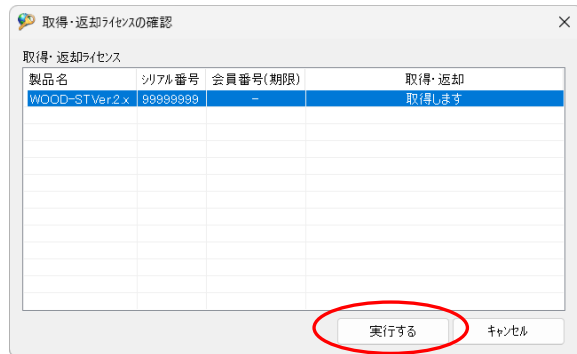 取得・返却ﾗｲｾﾝｽの確認
取得・返却ﾗｲｾﾝｽ
製品名 ｼﾘｱﾙ番号 会員番号(期限) 取得・返却
WOOD-STVer.2.x 99999999 － 取得します
実行する ｷｬﾝｾﾙ